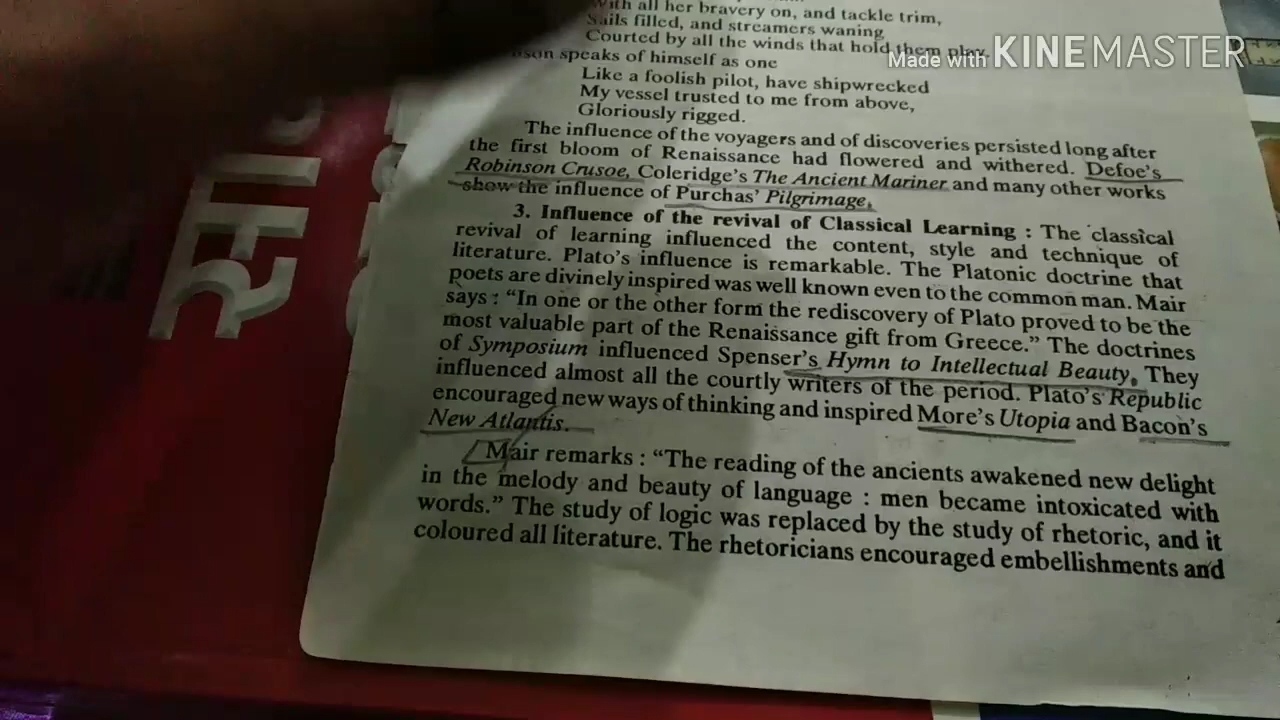 With all her bravery on, and tackle trim,
Sails filled, and streamers waning
Courted by all the winds that hold them play.
son speaks of himself as one
Like a foolish pilot, have shipwrecked
My vessel trusted to me from above,
Gloriously rigged.
The influence of the voyagers and of discoveries persisted long after
the first bloom of Renaissance had flowered and withered. Defoe's
Robinson Crusoe, Coleridge's The Ancient Mariner and many other works
show the influence of Purchas' Pilgrimage.
3. Influence of the revival of Classical Learning : The classical
revival of learning influenced the content, style and technique of
literature. Plato's influence is remarkable. The Platonic doctrine that
poets are divinely inspired was well known even to the common man. Mair
says : "In one or the other form the rediscovery of Plato proved to be the
most valuable part of the Renaissance gift from Greece." The doctrines
of Symposium influenced Spenser's Hymn to Intellectual Beauty. They
influenced almost all the courtly writers of the period. Plato's Republic
encouraged new ways of thinking and inspired More's Utopia and Bacon's
New Atlantis.
Mair remarks : "The reading of the ancients awakened new delight
in the melody and beauty of language : men became intoxicated with
words." The study of logic was replaced by the study of rhetoric, and it
coloured all literature. The rhetoricians encouraged embellishments and
Made with KINEMASTER